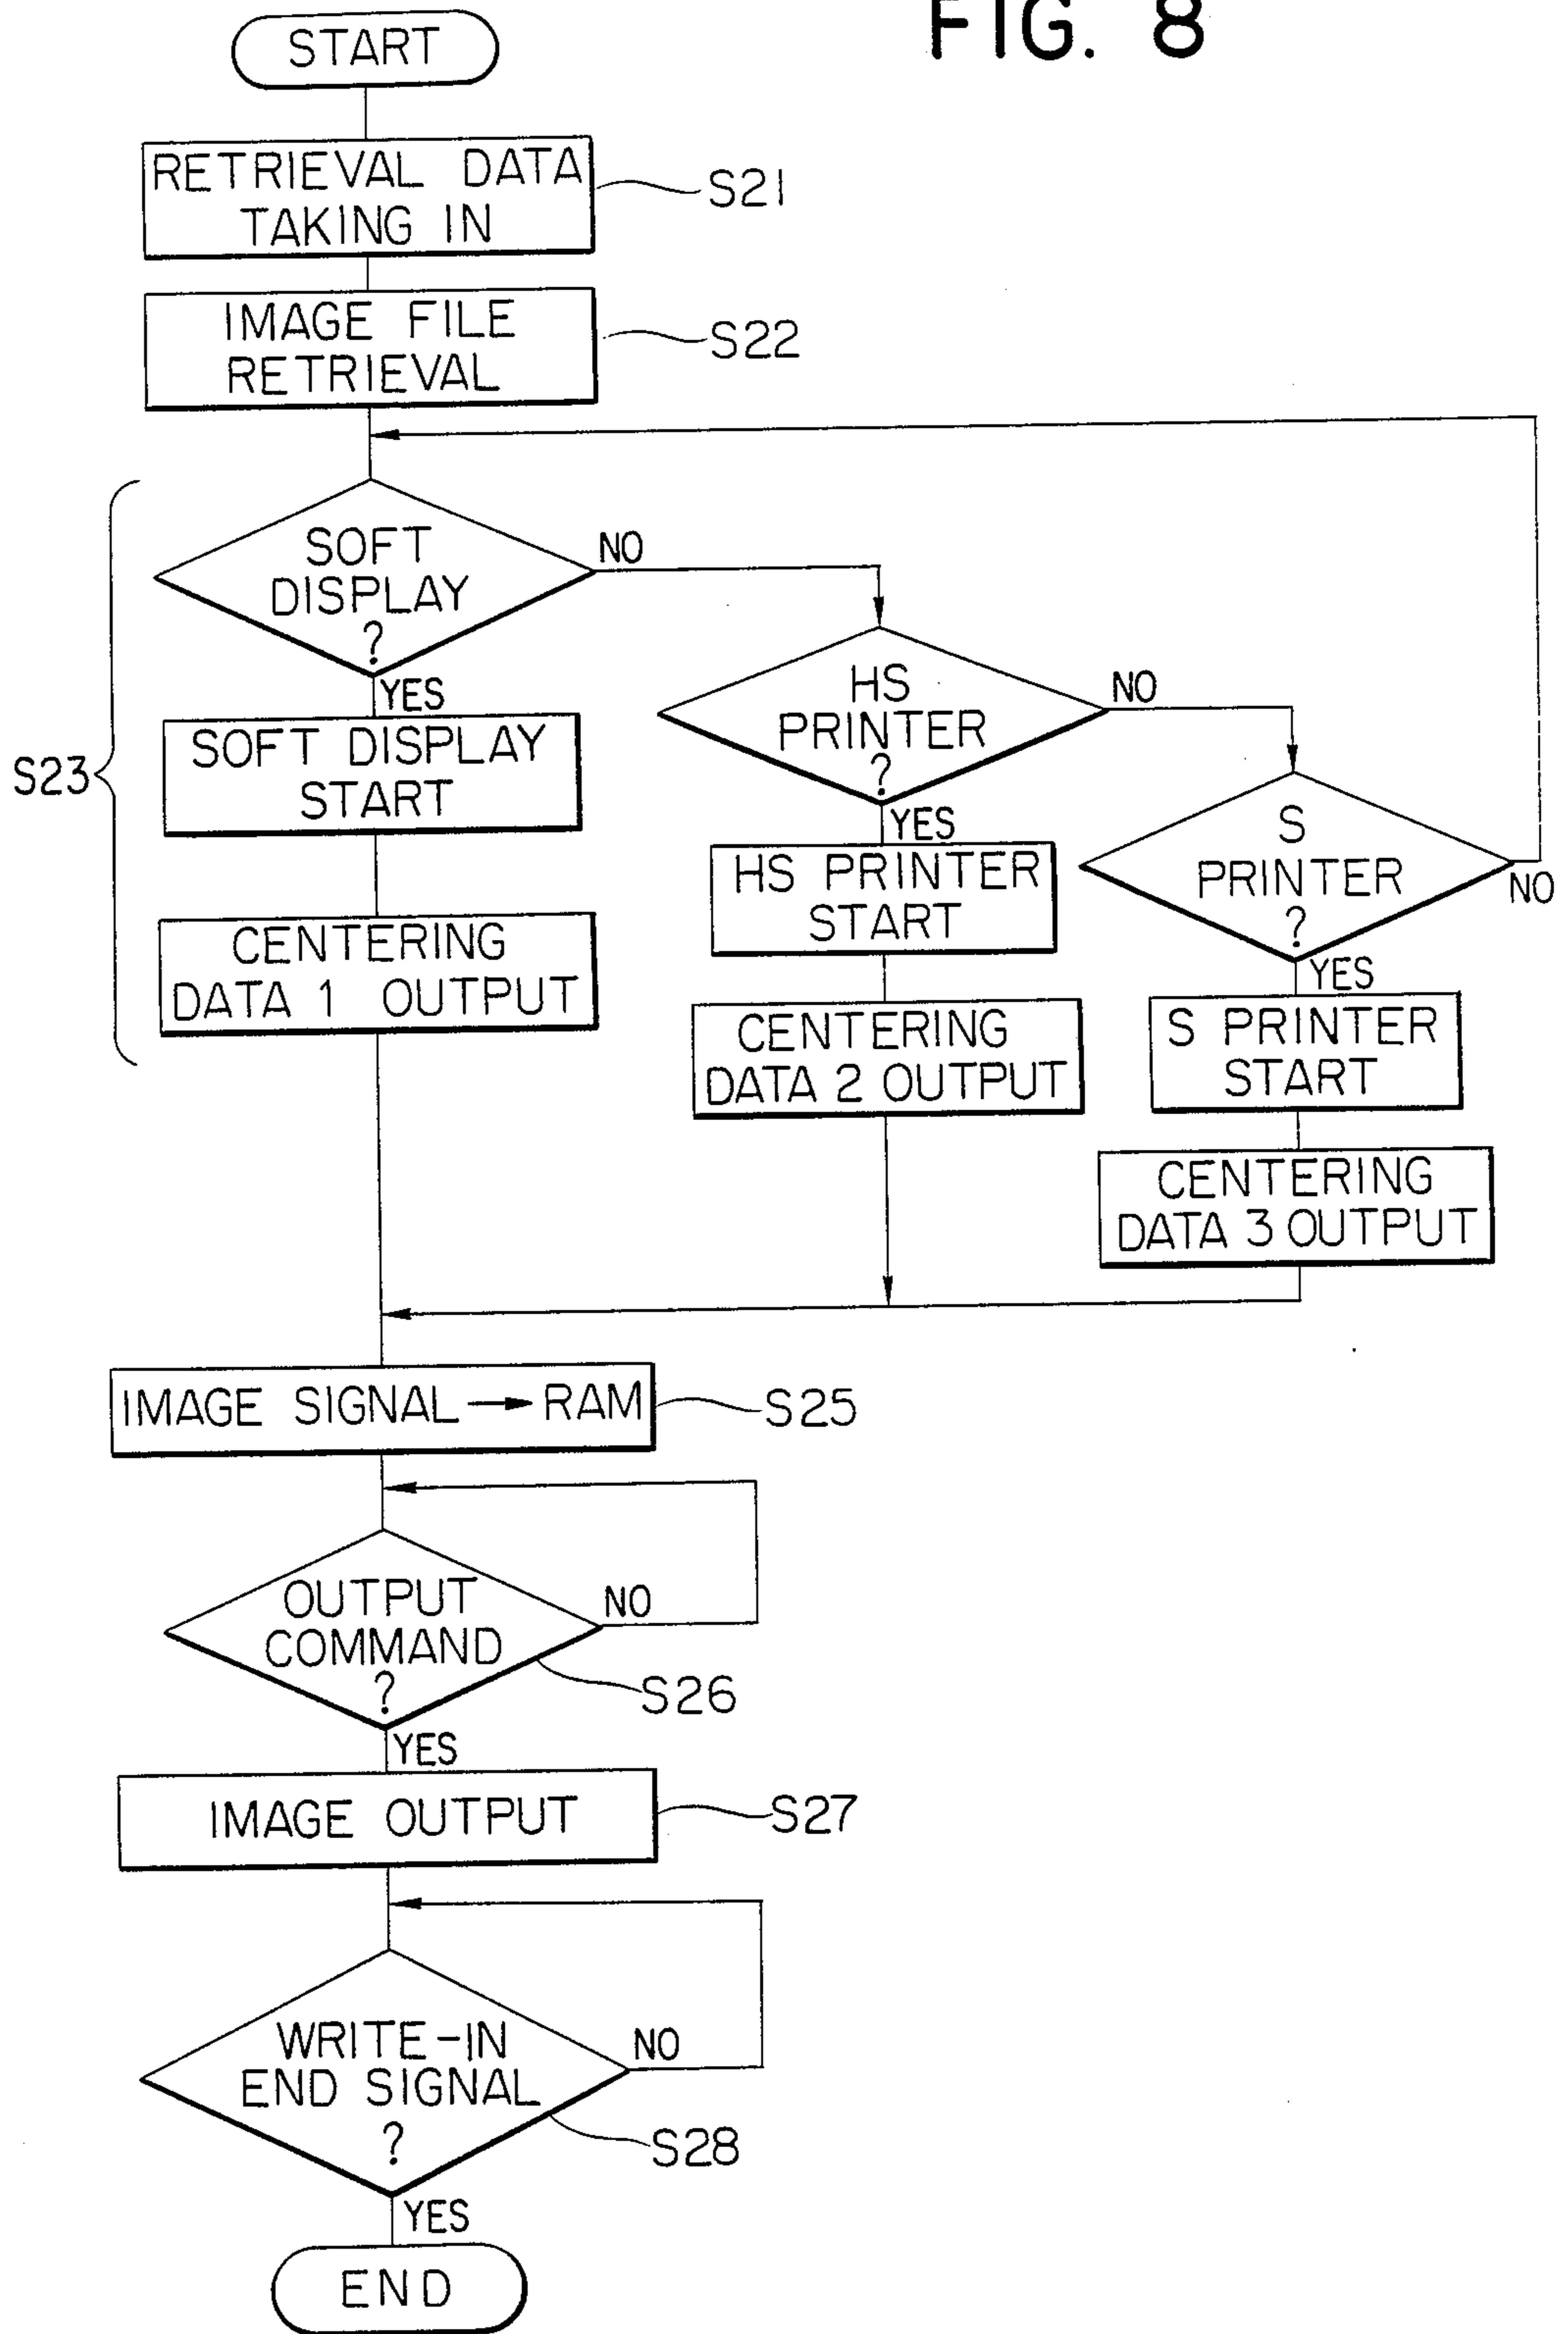 FIG. 8
START
RETRIEVAL DATA
TAKING IN
S21
IMAGE FILE
RETRIEVAL
S22
S23
SOFT
DISPLAY
?
NO
YES
SOFT DISPLAY
START
CENTERING
DATA 1 OUTPUT
HS
PRINTER
?
NO
YES
HS PRINTER
START
CENTERING
DATA 2 OUTPUT
S
PRINTER
?
NO
YES
S PRINTER
START
CENTERING
DATA 3 OUTPUT
IMAGE SIGNAL → RAM
S25
OUTPUT
COMMAND
?
NO
S26
YES
IMAGE OUTPUT
S27
WRITE-IN
END SIGNAL
?
NO
S28
YES
END